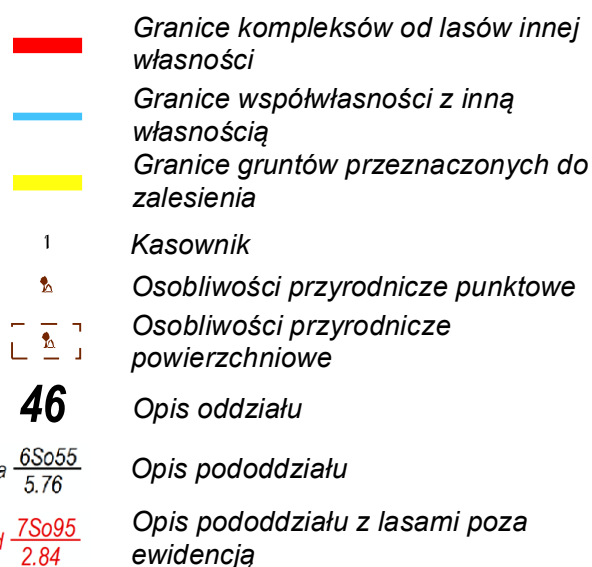 Granice kompleksów od lasów innej
własności
Granice współwłasności z inną
własnością
Granice gruntów przeznaczonych do
zalesienia
1 Kasownik
Osobliwości przyrodnicze punktowe
Osobliwości przyrodnicze
powierzchniowe
46 Opis oddziału
a 6So55
5.76
Opis pododdziału
d 7So95
2.84
Opis pododdziału z lasami poza
ewidencją